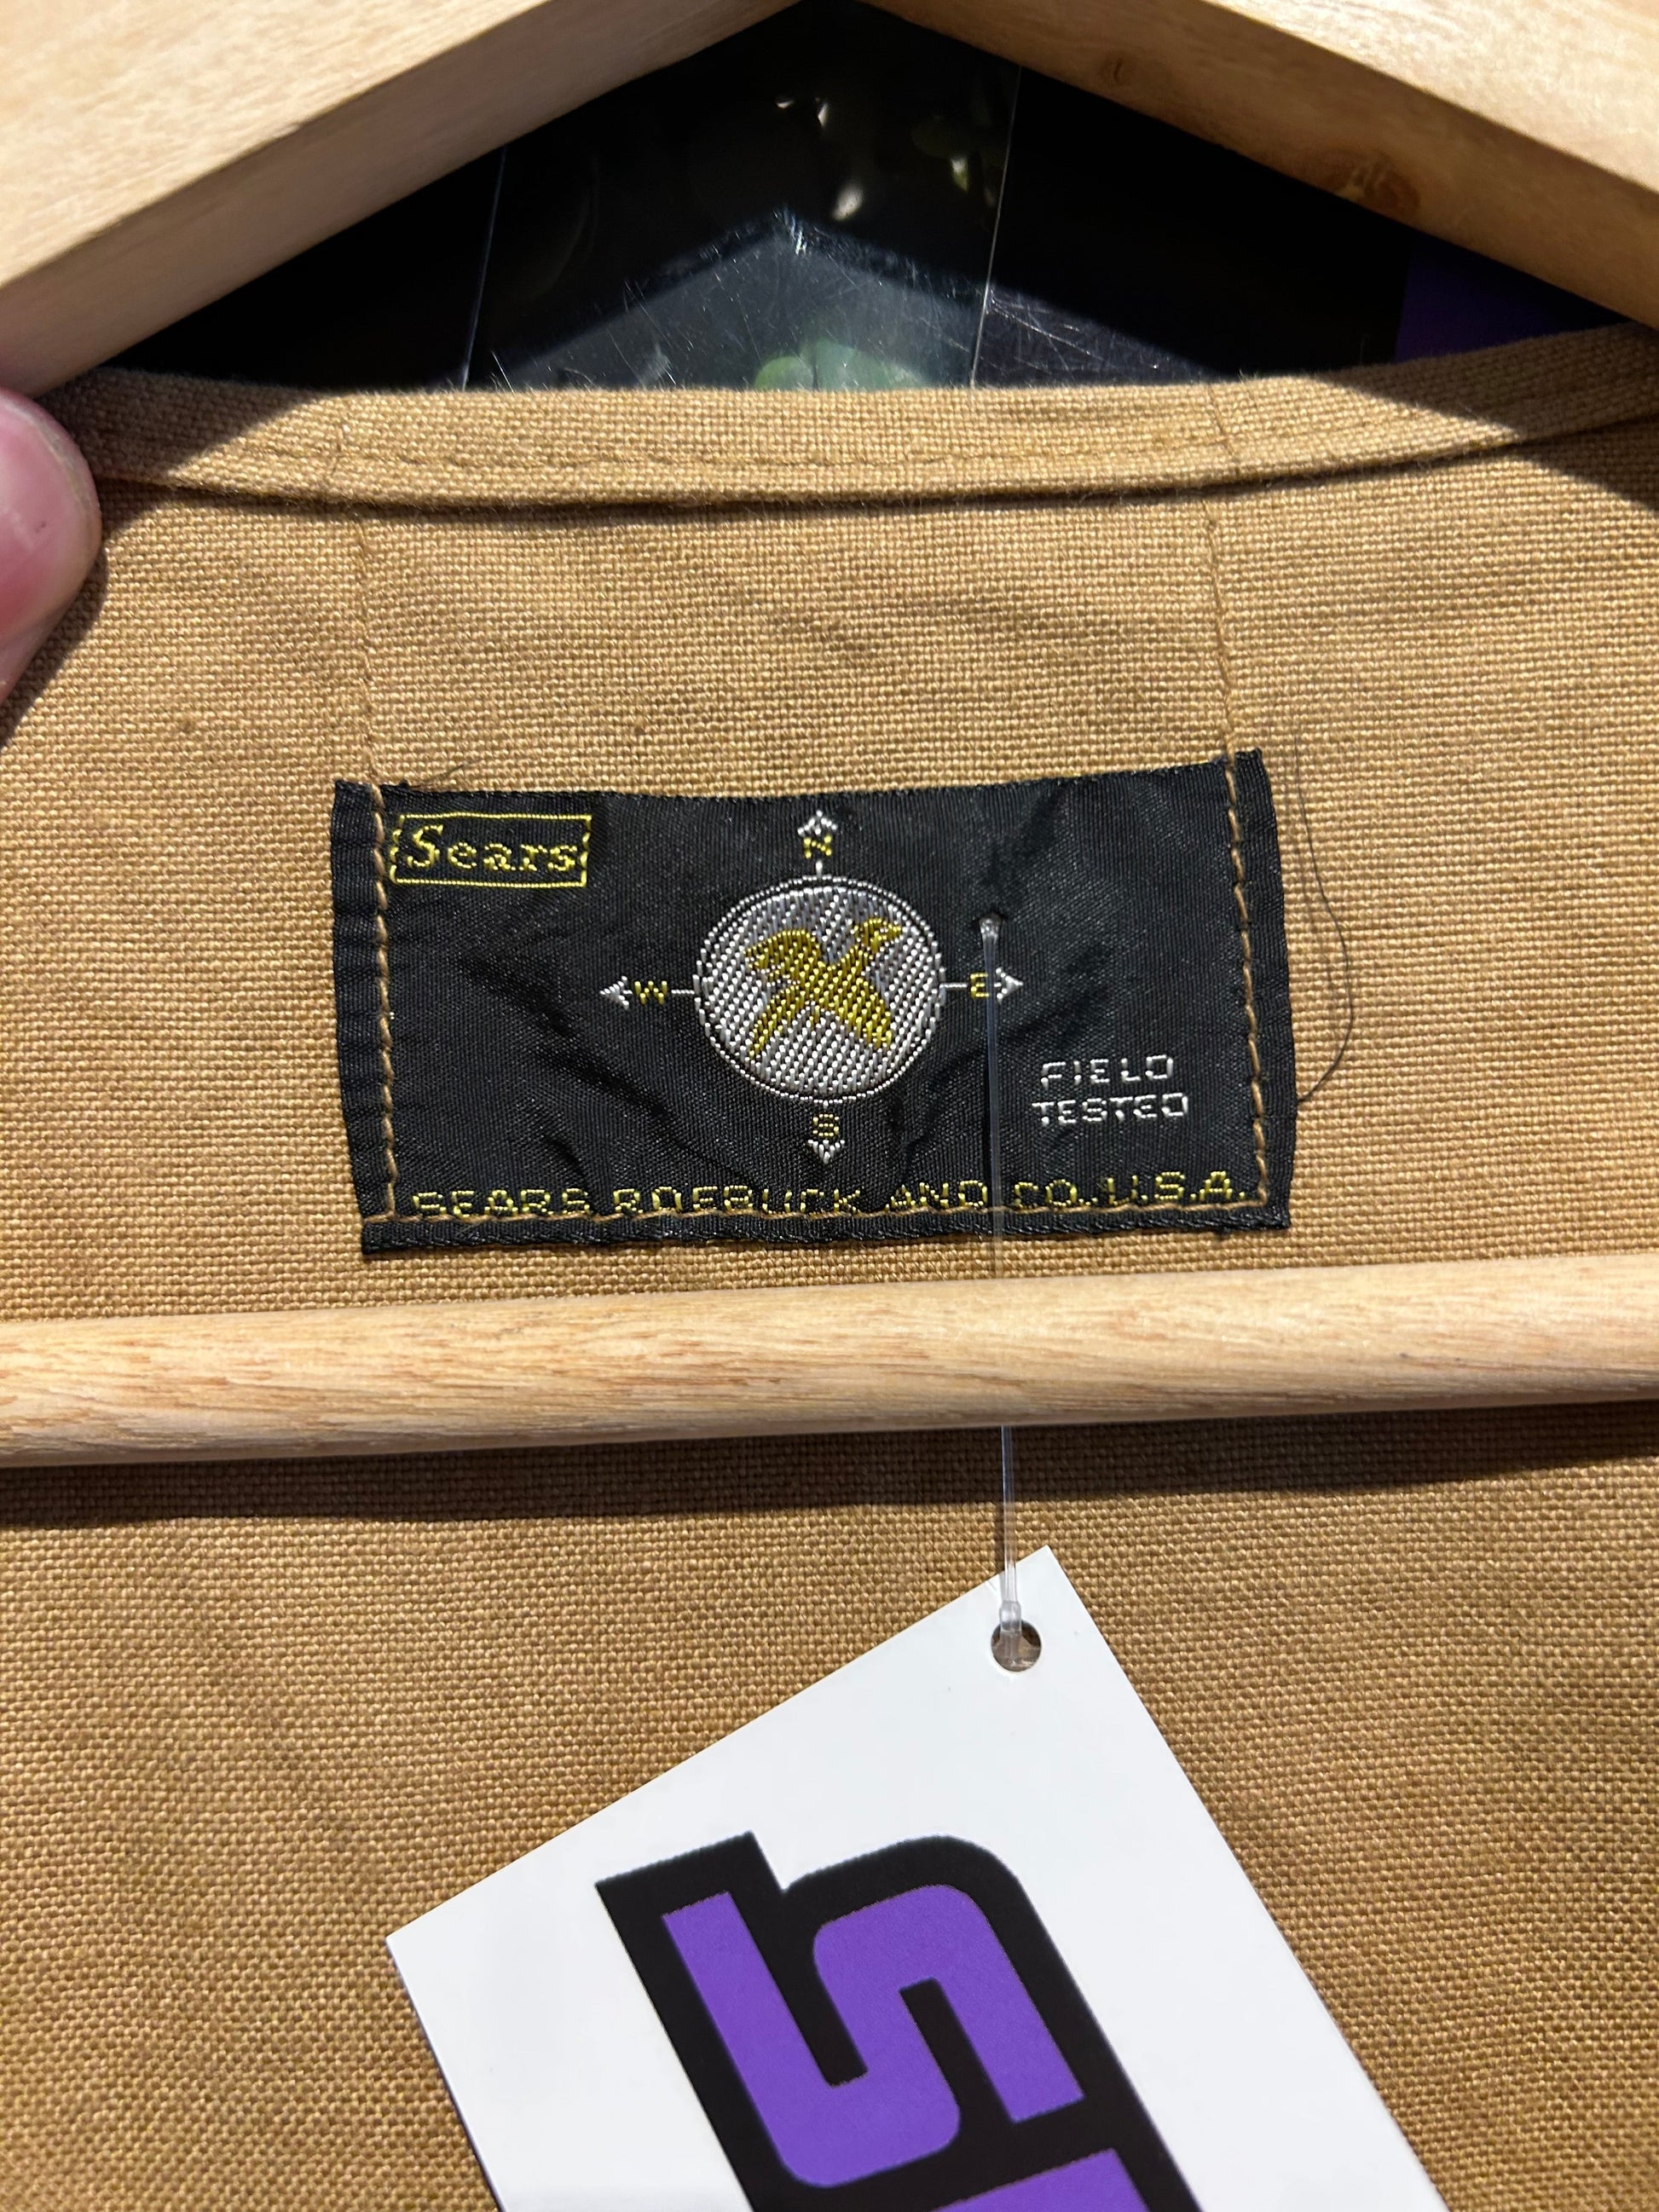 Sears
N
W E
S
FIELD
TESTED
SEARS, ROEBUCK AND CO. U.S.A.